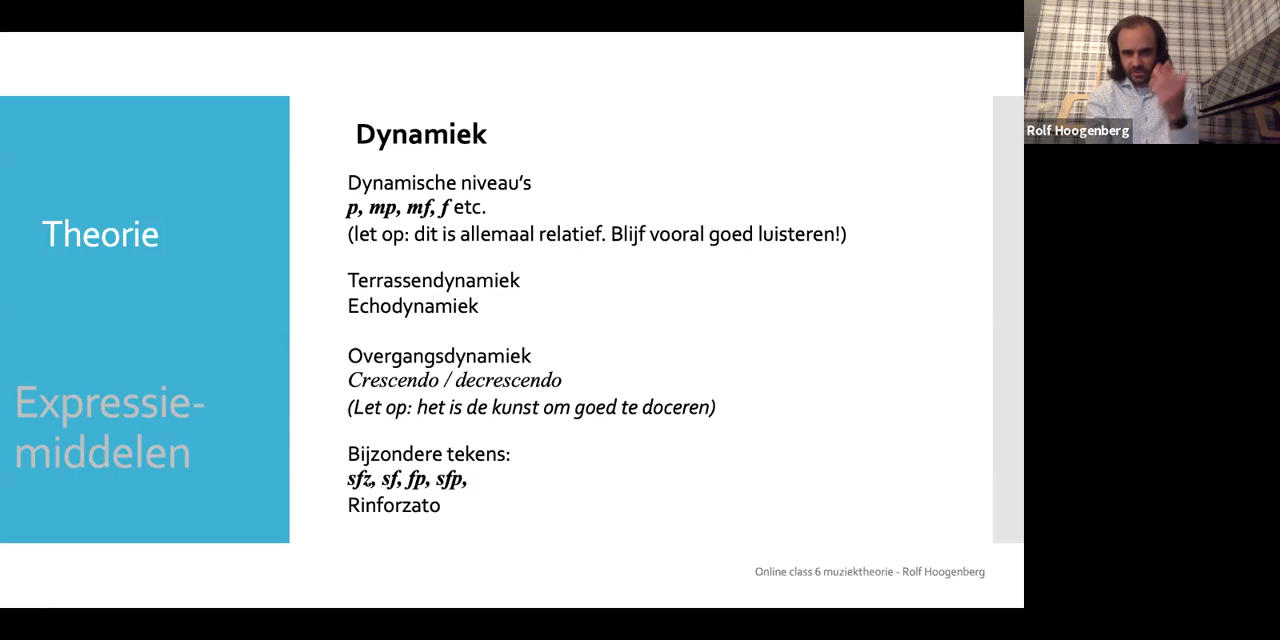 Theorie
Expressie-
middelen
Dynamiek
Dynamische niveau's
p, mp, mf, f etc.
(let op: dit is allemaal relatief. Blijf vooral goed luisteren!)
Terrassendynamiek
Echodynamiek
Overgangsdynamiek
Crescendo / decrescendo
(Let op: het is de kunst om goed te doceren)
Bijzondere tekens:
sfz, sf, fp, sfp,
Rinforzato
Online class 6 muziektheorie - Rolf Hoogenberg
Rolf Hoogenberg